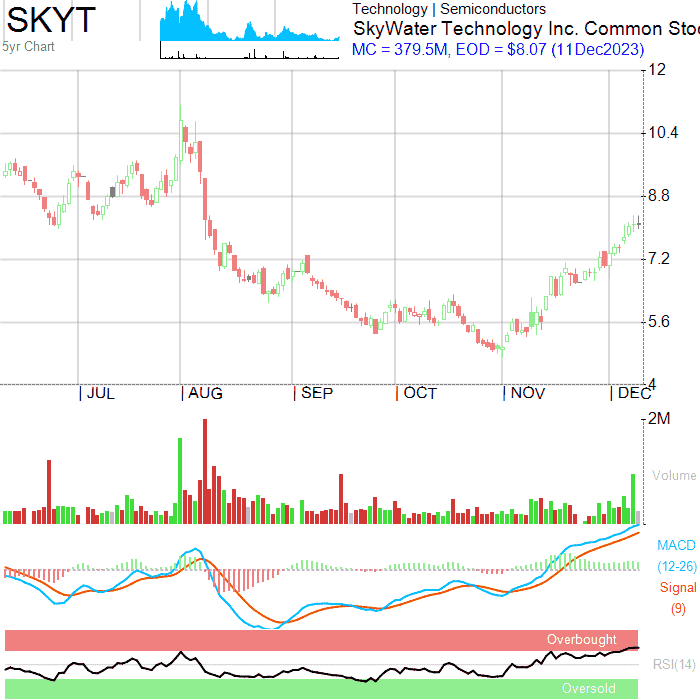 SKYT
5yr Chart
Technology | Semiconductors
SkyWater Technology Inc. Common Sto
MC = 379.5M, EOD = $8.07 (11Dec2023)
12
10.4
8.8
7.2
5.6
4
| JUL | AUG | SEP | OCT | NOV | DEC
2M
Volume
MACD
(12-26)
Signal
(9)
Overbought
RSI(14)
Oversold